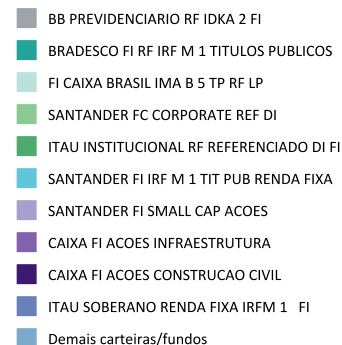 BB PREVIDENCIARIO RF IDKA 2 FI
BRADESCO FI RF IRF M 1 TITULOS PUBLICOS
FI CAIXA BRASIL IMA B 5 TP RF LP
SANTANDER FC CORPORATE REF DI
ITAU INSTITUCIONAL RF REFERENCIADO DI FI
SANTANDER FI IRF M 1 TIT PUB RENDA FIXA
SANTANDER FI SMALL CAP ACOES
CAIXA FI ACOES INFRAESTRUTURA
CAIXA FI ACOES CONSTRUCAO CIVIL
ITAU SOBERANO RENDA FIXA IRFM 1   FI
Demais carteiras/fundos